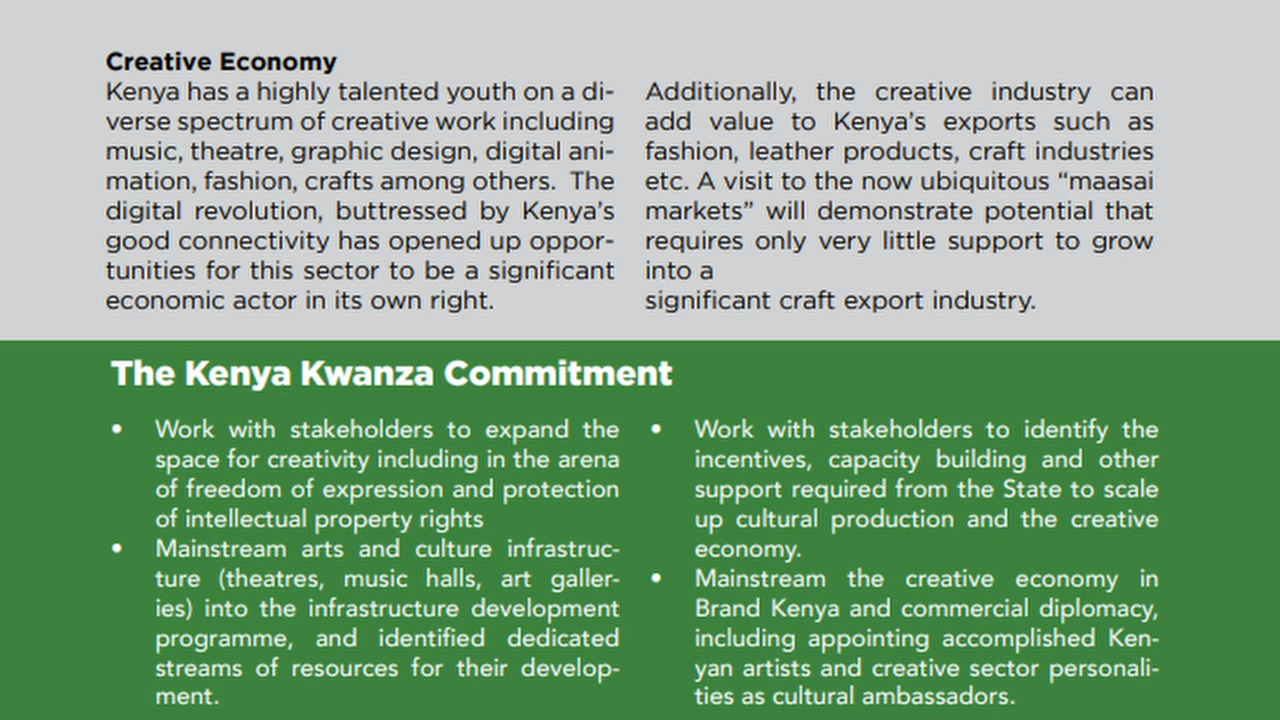 Creative Economy
Kenya has a highly talented youth on a di-
verse spectrum of creative work including
music, theatre, graphic design, digital ani-
mation, fashion, crafts among others. The
digital revolution, buttressed by Kenya's
good connectivity has opened up oppor-
tunities for this sector to be a significant
economic actor in its own right.
Additionally, the creative industry can
add value to Kenya's exports such as
fashion, leather products, craft industries
etc. A visit to the now ubiquitous “maasai
markets” will demonstrate potential that
requires only very little support to grow
into a
significant craft export industry.
The Kenya Kwanza Commitment
• Work with stakeholders to expand the
space for creativity including in the arena
of freedom of expression and protection
of intellectual property rights
• Mainstream arts and culture infrastruc-
ture (theatres, music halls, art galler-
ies) into the infrastructure development
programme, and identified dedicated
streams of resources for their develop-
ment.
• Work with stakeholders to identify the
incentives, capacity building and other
support required from the State to scale
up cultural production and the creative
economy.
• Mainstream the creative economy in
Brand Kenya and commercial diplomacy,
including appointing accomplished Ken-
yan artists and creative sector personali-
ties as cultural ambassadors.